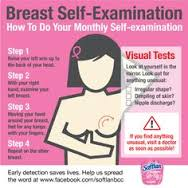 Breast Self-Examination
How To Do Your Monthly Self-examination
Step 1
Raise your left arm up to
the back of your head.
Step 2
With your right hand,
examine your left
breast.
Step 3
Moving your hand
around your breast,
feel for any lumps
with your fingers.
Step 4
Repeat on the other
breast.
Visual Tests
Look at yourself in the
mirror. Look out for
anything unusual:
Irregular shape?
Dimpling of skin?
Nipple discharge?
If you find anything
unusual, visit a doctor
as soon as possible!
Early detection saves lives. Help us spread
the word at www.facebook.com/softlanbcc
Softlan